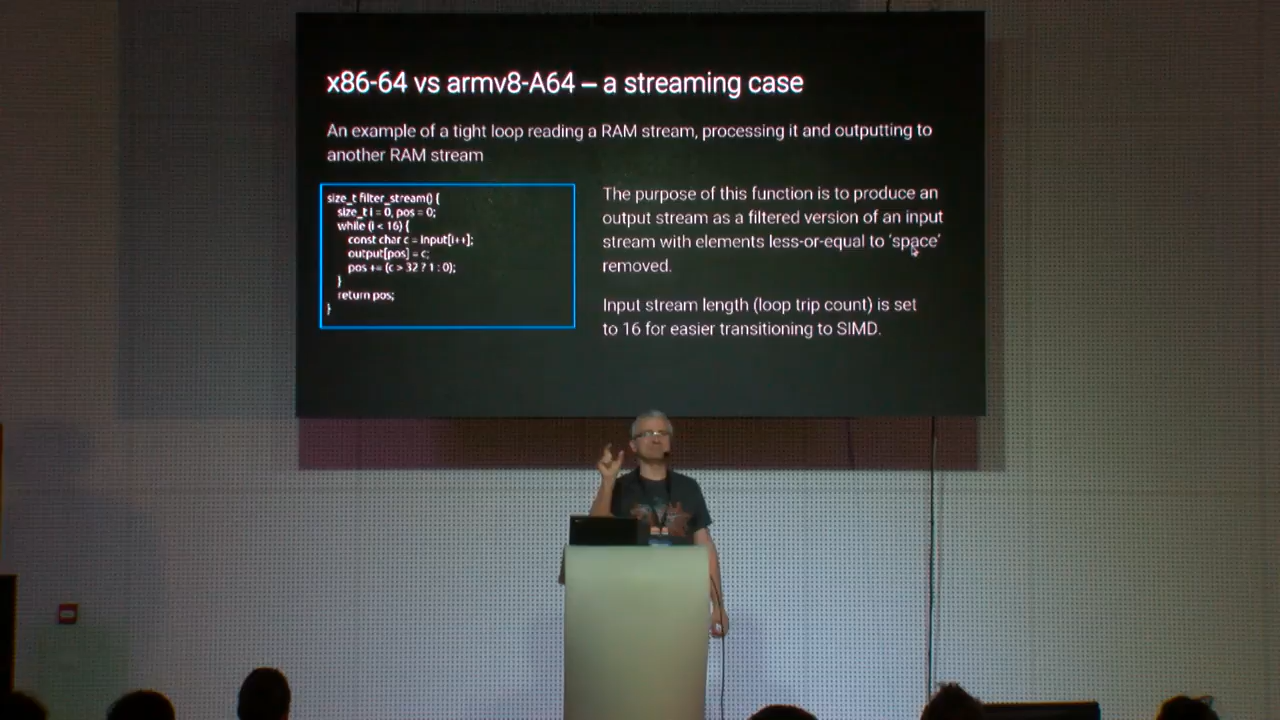 x86-64 vs armv8-A64 – a streaming case
An example of a tight loop reading a RAM stream, processing it and outputting to
another RAM stream
size_t filter_stream() {
size_t i = 0, pos = 0;
while (i < 16) {
const char c = input[i++];
output[pos] = c;
pos += (c > 32 ? 1 : 0);
}
return pos;
}
The purpose of this function is to produce an
output stream as a filtered version of an input
stream with elements less-or-equal to ‘space’
removed.
Input stream length (loop trip count) is set
to 16 for easier transitioning to SIMD.